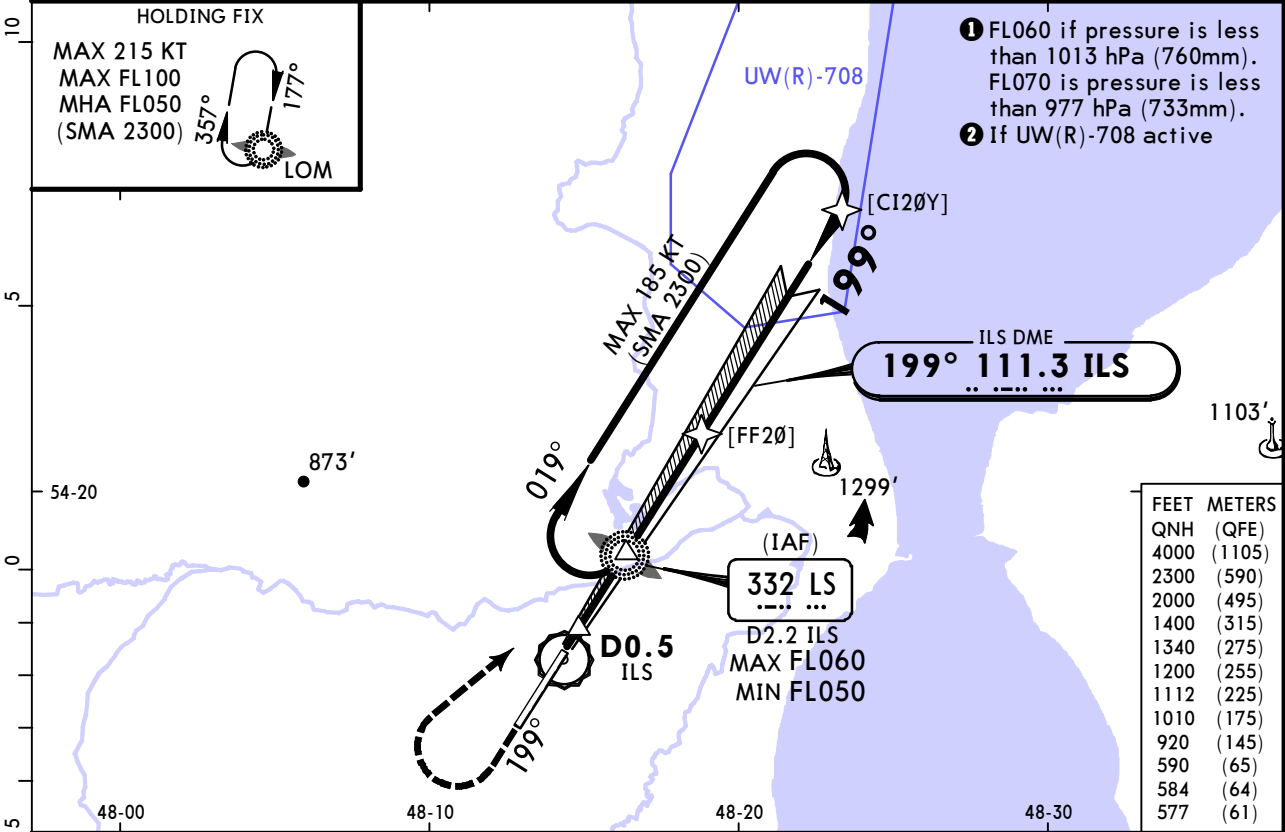 HOLDING FIX
MAX 215 KT
MAX FL100
MHA FL050
(SMA 2300)
357°
177°
LOM
UW(R)-708
❶ FL060 if pressure is less
than 1013 hPa (760mm).
FL070 is pressure is less
than 977 hPa (733mm).
❷ If UW(R)-708 active
10
5
0
5
[CI2ØY]
199°
MAX 185 KT
(SMA 2300)
ILS DME
199° 111.3 ILS
[FF2Ø]
019°
873'
1103'
1299'
54-20
(IAF)
332 LS
D2.2 ILS
MAX FL060
MIN FL050
D0.5
ILS
199°
FEET METERS
QNH (QFE)
4000 (1105)
2300 (590)
2000 (495)
1400 (315)
1340 (275)
1200 (255)
1112 (225)
1010 (175)
920 (145)
590 (65)
584 (64)
577 (61)
48-00
48-10
48-20
48-30